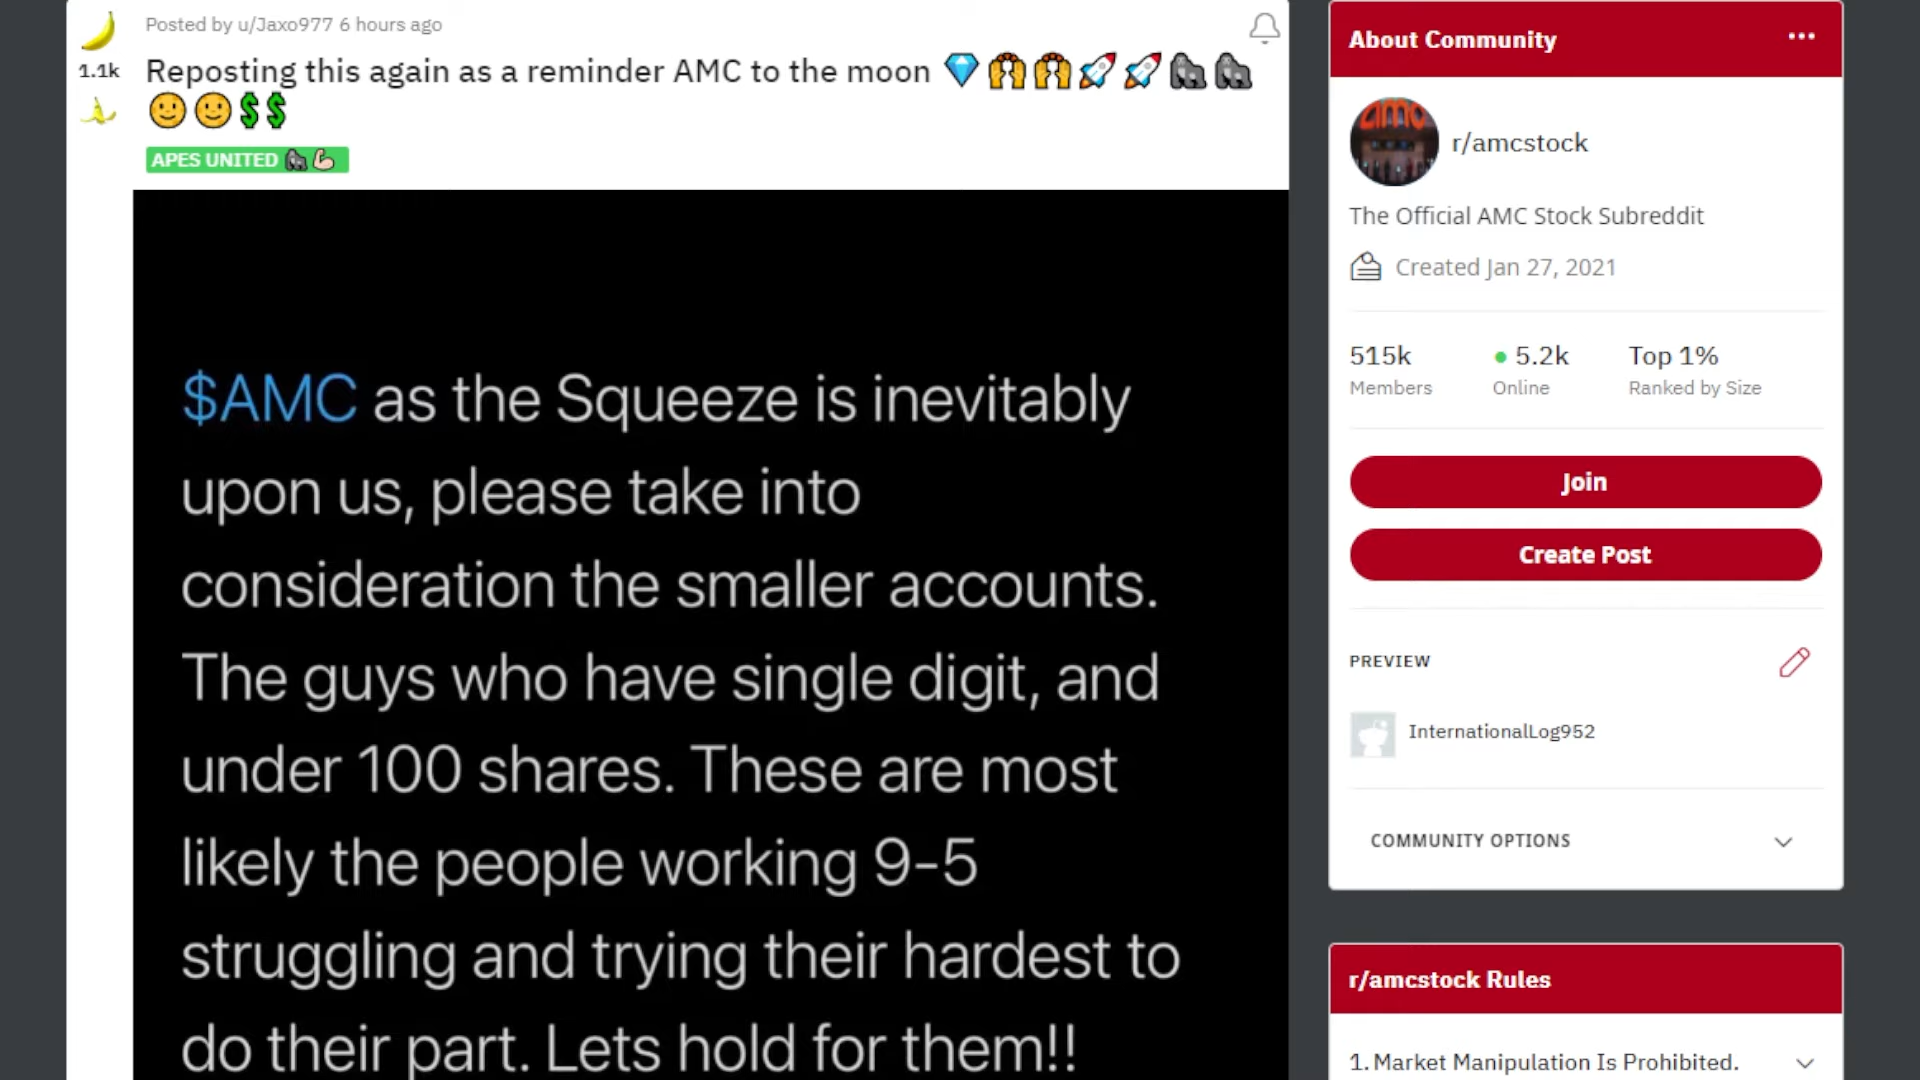 Posted by u/Jaxo977 6 hours ago
1.1k
Reposting this again as a reminder AMC to the moon 💎🙌🙌🚀🚀🦍🦍
🙂🙂💲💲
APES UNITED 🦍💪🏻
$AMC as the Squeeze is inevitably
upon us, please take into
consideration the smaller accounts.
The guys who have single digit, and
under 100 shares. These are most
likely the people working 9-5
struggling and trying their hardest to
do their part. Lets hold for them!!
About Community
amc
r/amcstock
The Official AMC Stock Subreddit
Created Jan 27, 2021
515k
Members
5.2k
Online
Top 1%
Ranked by Size
Join
Create Post
PREVIEW
InternationalLog952
COMMUNITY OPTIONS
r/amcstock Rules
1. Market Manipulation Is Prohibited.